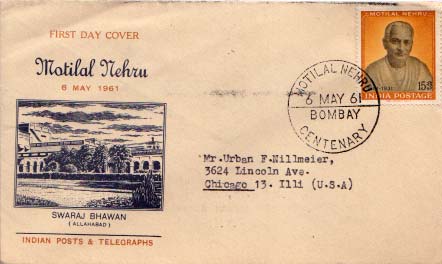 FIRST DAY COVER
Motilal Nehru
6 MAY 1961
SWARAJ BHAWAN
(ALLAHABAD)
INDIAN POSTS & TELEGRAPHS
MOTILAL NEHRU
6 MAY 61
BOMBAY
CENTENARY
MOTILAL NEHRU
1931
INDIA POSTAGE
Mr.Urban F.Nillmeier,
3624 Lincoln Ave.
Chicago 13. Illi (U.S.A)